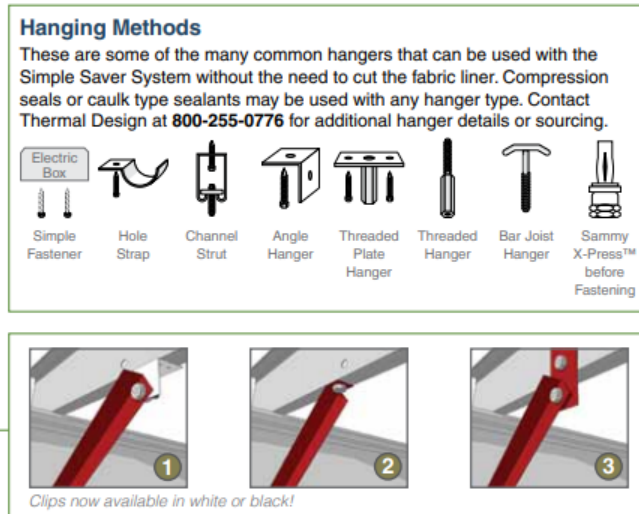 Hanging Methods
These are some of the many common hangers that can be used with the
Simple Saver System without the need to cut the fabric liner. Compression
seals or caulk type sealants may be used with any hanger type. Contact
Thermal Design at 800-255-0776 for additional hanger details or sourcing.
Electric
Box
Simple
Fastener
Hole
Strap
Channel
Strut
Angle
Hanger
Threaded
Plate
Hanger
Threaded
Hanger
Bar Joist
Hanger
Sammy
X-Press™
before
Fastening
1
2
3
Clips now available in white or black!